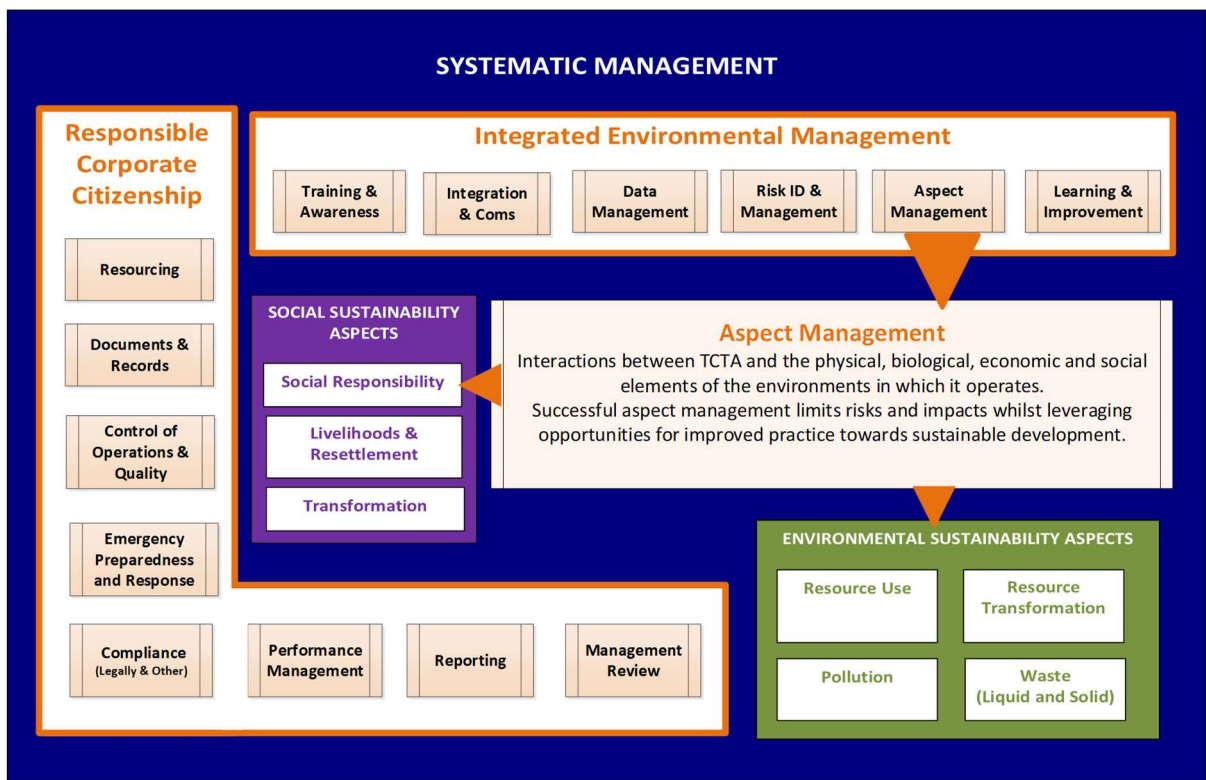 SYSTEMATIC MANAGEMENT
Responsible
Corporate
Citizenship
Resourcing
Documents &
Records
Control of
Operations &
Quality
Emergency
Preparedness
and Response
Compliance
(Legally & Other)
Performance
Management
Reporting
Management
Review
Integrated Environmental Management
Training &
Awareness
Integration
& Coms
Data
Management
Risk ID &
Management
Aspect
Management
Learning &
Improvement
Aspect Management
Interactions between TCTA and the physical, biological, economic and social
elements of the environments in which it operates.
Successful aspect management limits risks and impacts whilst leveraging
opportunities for improved practice towards sustainable development.
SOCIAL SUSTAINABILITY
ASPECTS
Social Responsibility
Livelihoods &
Resettlement
Transformation
ENVIRONMENTAL SUSTAINABILITY ASPECTS
Resource Use
Resource
Transformation
Pollution
Waste
(Liquid and Solid)